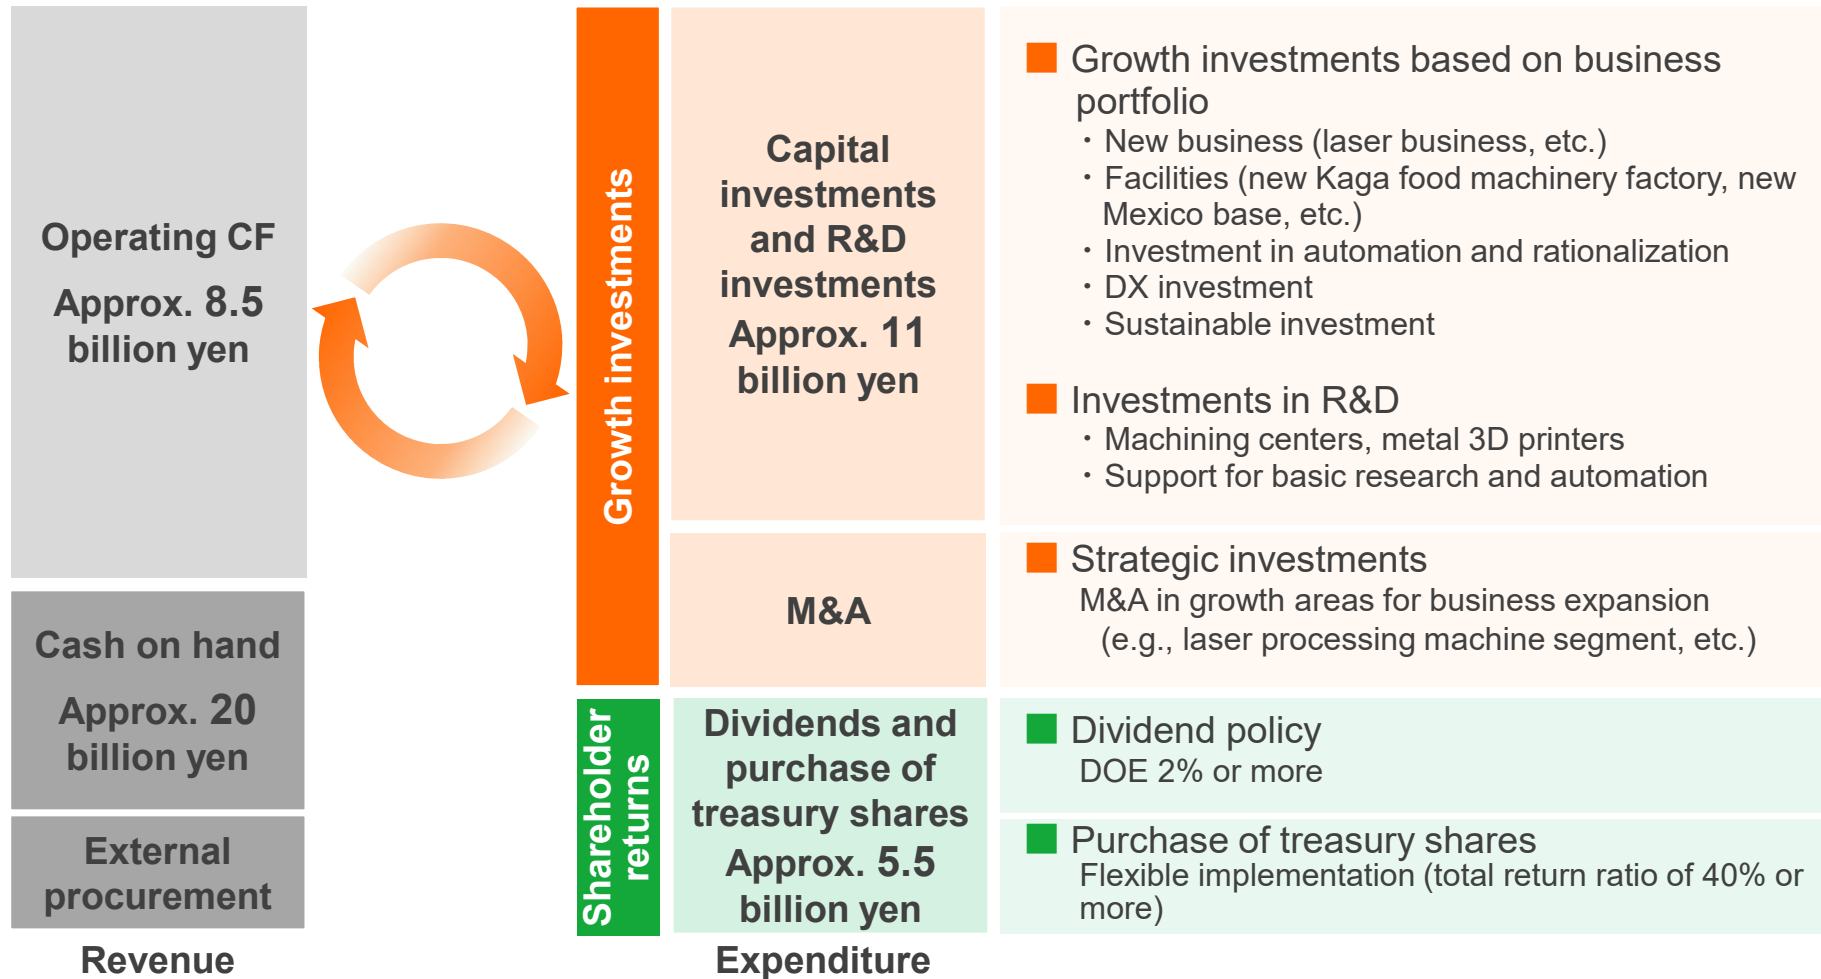 Operating CF
Approx. 8.5
billion yen
Cash on hand
Approx. 20
billion yen
External
procurement
Revenue
Growth investments
Capital
investments
and R&D
investments
Approx. 11
billion yen
M&A
Shareholder
returns
Dividends and
purchase of
treasury shares
Approx. 5.5
billion yen
Expenditure
Growth investments based on business
portfolio
・New business (laser business, etc.)
・Facilities (new Kaga food machinery factory, new
Mexico base, etc.)
・Investment in automation and rationalization
・DX investment
・Sustainable investment
Investments in R&D
・Machining centers, metal 3D printers
・Support for basic research and automation
Strategic investments
M&A in growth areas for business expansion
(e.g., laser processing machine segment, etc.)
Dividend policy
DOE 2% or more
Purchase of treasury shares
Flexible implementation (total return ratio of 40% or
more)